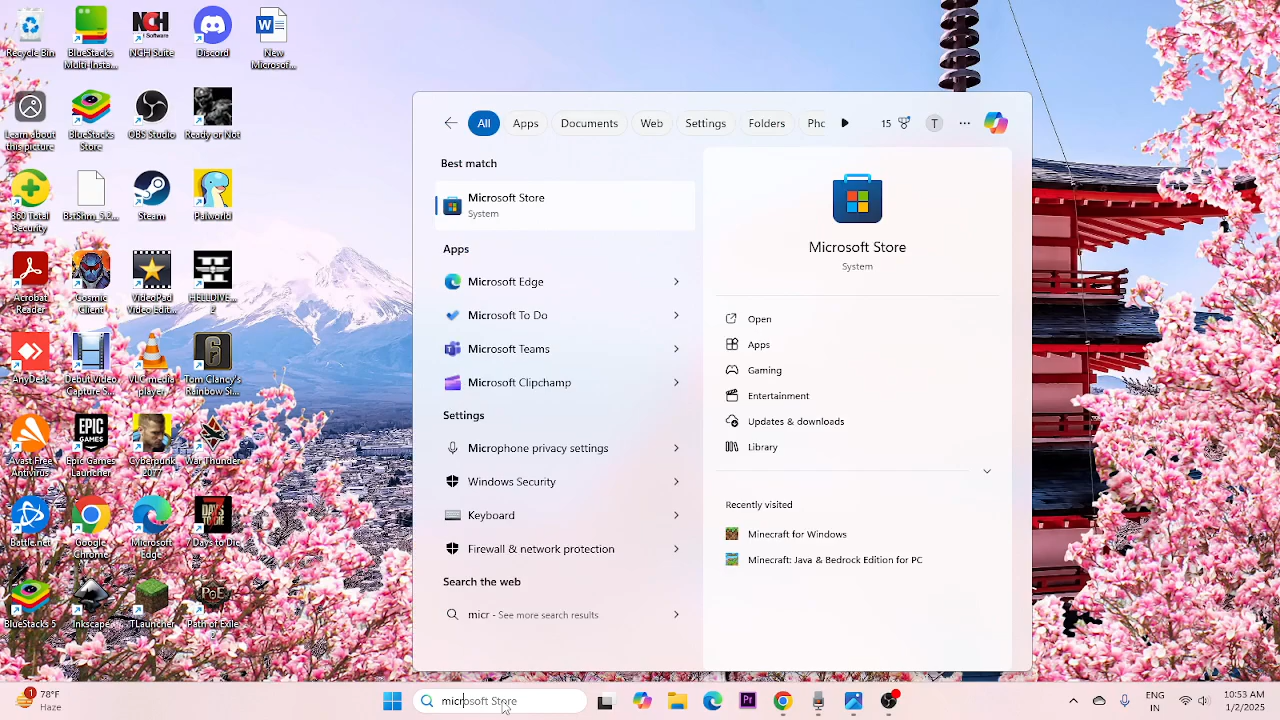 Recycle Bin
BlueStacks
Multi-Insta...
NCH Suite
Discord
New
Microsof...
Learn about
this picture
BlueStacks
Store
OBS Studio
Ready or Not
360 Total
Security
BstShm_5.2...
Steam
Palworld
Acrobat
Reader
Cosmic
Client
VideoPad
Video Edit...
HELLDIVE...
2
AnyDesk
Debut Video
Capture S...
VLC media
player
Tom Clancy's
Rainbow Si...
Avast Free
Antivirus
Epic Games
Launcher
Cyberpunk
2077
War Thunder
Battle.net
Google
Chrome
Microsoft
Edge
7 Days to Die
BlueStacks 5
Inkscape
TLauncher
Path of Exile
2
All
Apps
Documents
Web
Settings
Folders
Phc
15
T
Best match
Microsoft Store
System
Apps
Microsoft Edge
Microsoft To Do
Microsoft Teams
Microsoft Clipchamp
Settings
Microphone privacy settings
Windows Security
Keyboard
Firewall & network protection
Search the web
micr - See more search results
Microsoft Store
System
Open
Apps
Gaming
Entertainment
Updates & downloads
Library
Recently visited
Minecraft for Windows
Minecraft: Java & Bedrock Edition for PC
1
78°F
Haze
microsoft Store
Pr
ENG
IN
10:53 AM
1/2/2025